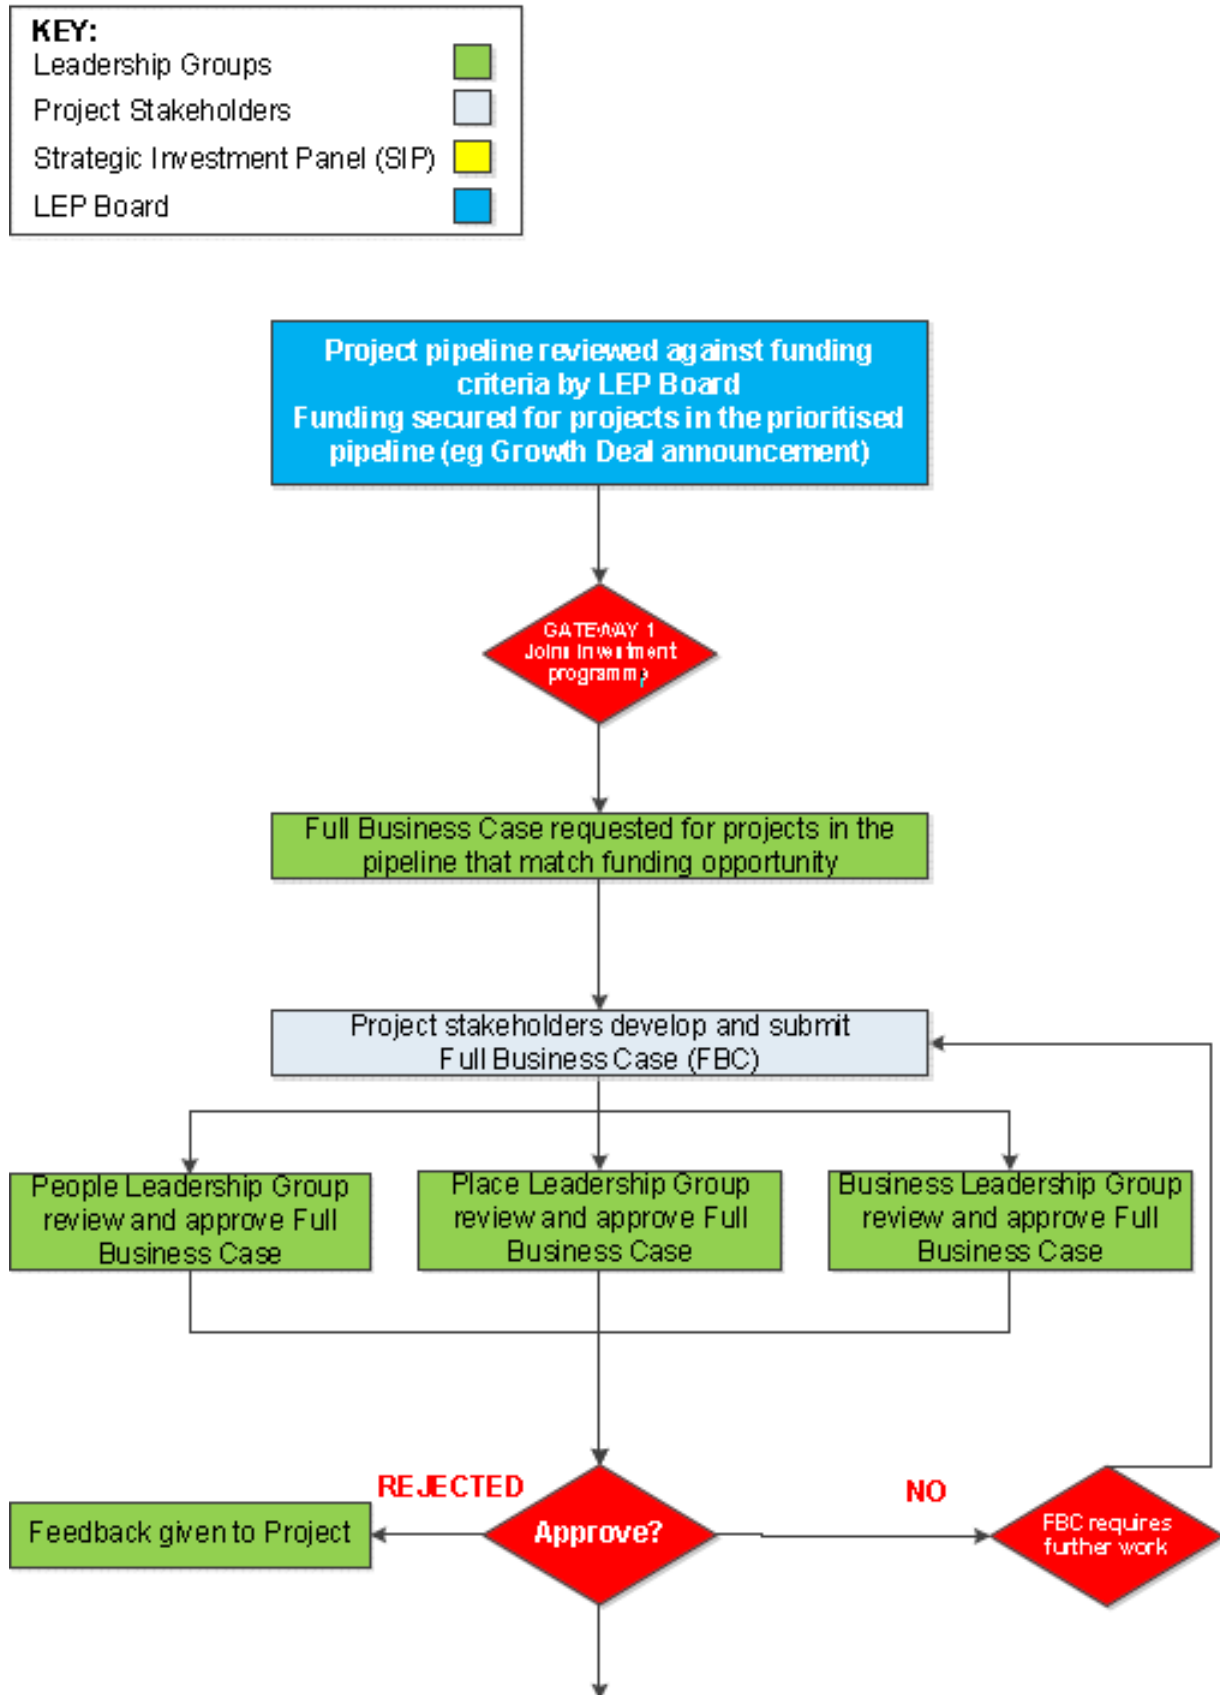 KEY:
Leadership Groups
Project Stakeholders
Strategic Investment Panel (SIP)
LEP Board
Project pipeline reviewed against funding
criteria by LEP Board
Funding secured for projects in the prioritised
pipeline (eg Growth Deal announcement)
GATEWAY 1
Joins investment
programme
Full Business Case requested for projects in the
pipeline that match funding opportunity
Project stakeholders develop and submit
Full Business Case (FBC)
People Leadership Group
review and approve Full
Business Case
Place Leadership Group
review and approve Full
Business Case
Business Leadership Group
review and approve Full
Business Case
REJECTED
NO
Feedback given to Project
Approve?
FBC requires
further work